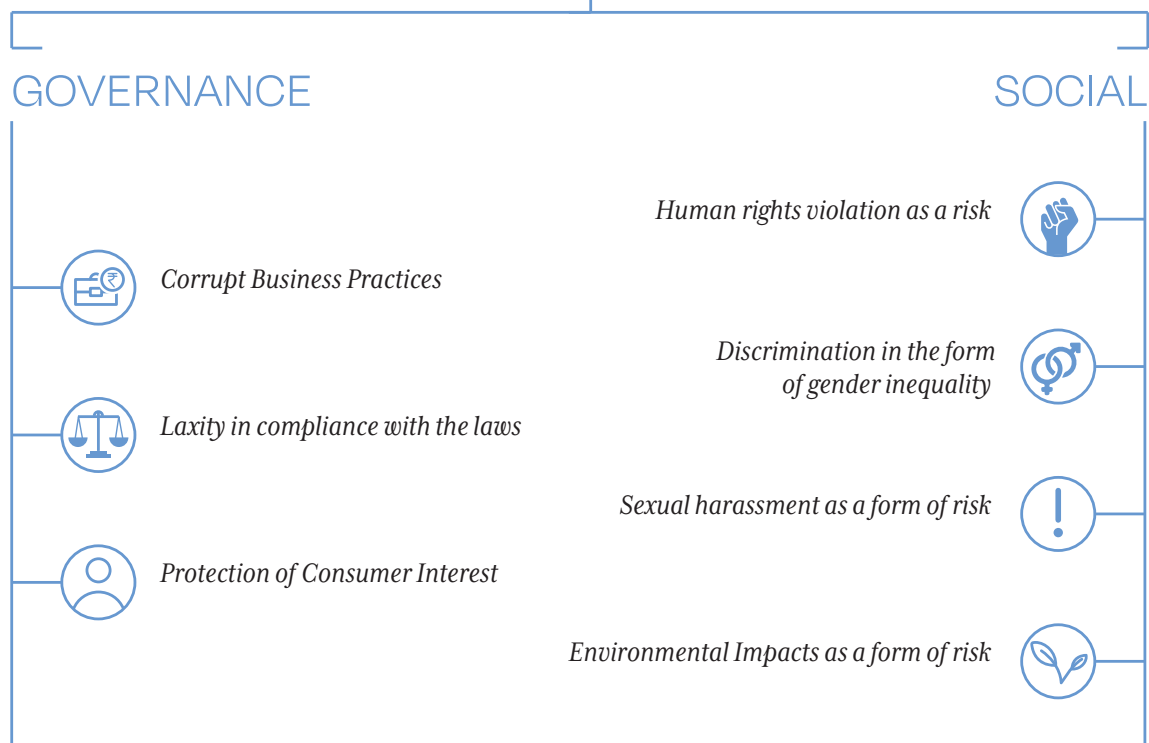 GOVERNANCE
Corrupt Business Practices
Laxity in compliance with the laws
Protection of Consumer Interest
SOCIAL
Human rights violation as a risk
Discrimination in the form
of gender inequality
Sexual harassment as a form of risk
Environmental Impacts as a form of risk